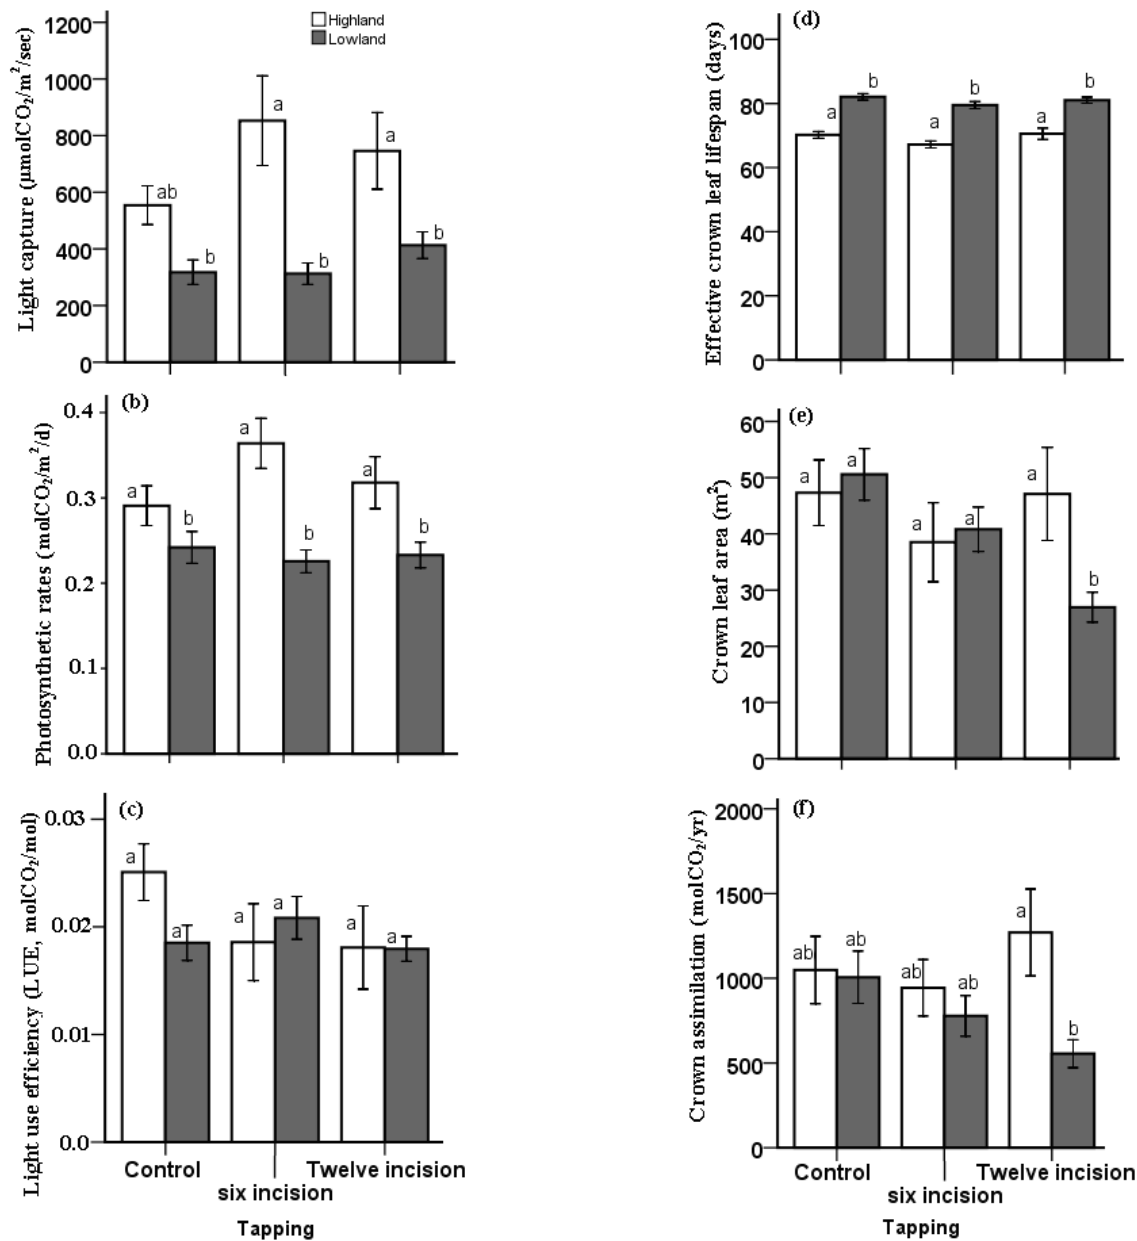 Highland
Lowland
Light capture (µmolCO₂/m²/sec)
1200
1000
800
600
400
200
0
ab
b
a
b
a
b
(b)
Photosynthetic rates (molCO₂/m²/d)
0.4
0.3
0.2
0.1
0.0
a
b
a
b
a
b
(c)
Light use efficiency (LUE, molCO₂/mol)
0.03
0.02
0.01
0.0
a
a
a
a
a
a
Control
six incision
Twelve incision
Tapping
(d)
Effective crown leaf lifespan (days)
100
80
60
40
20
0
a
b
a
b
a
b
(e)
Crown leaf area (m²)
60
50
40
30
20
10
0
a
a
a
a
a
b
(f)
Crown assimilation (molCO₂/yr)
2000
1500
1000
500
0
ab
ab
ab
ab
a
b
Control
six incision
Twelve incision
Tapping